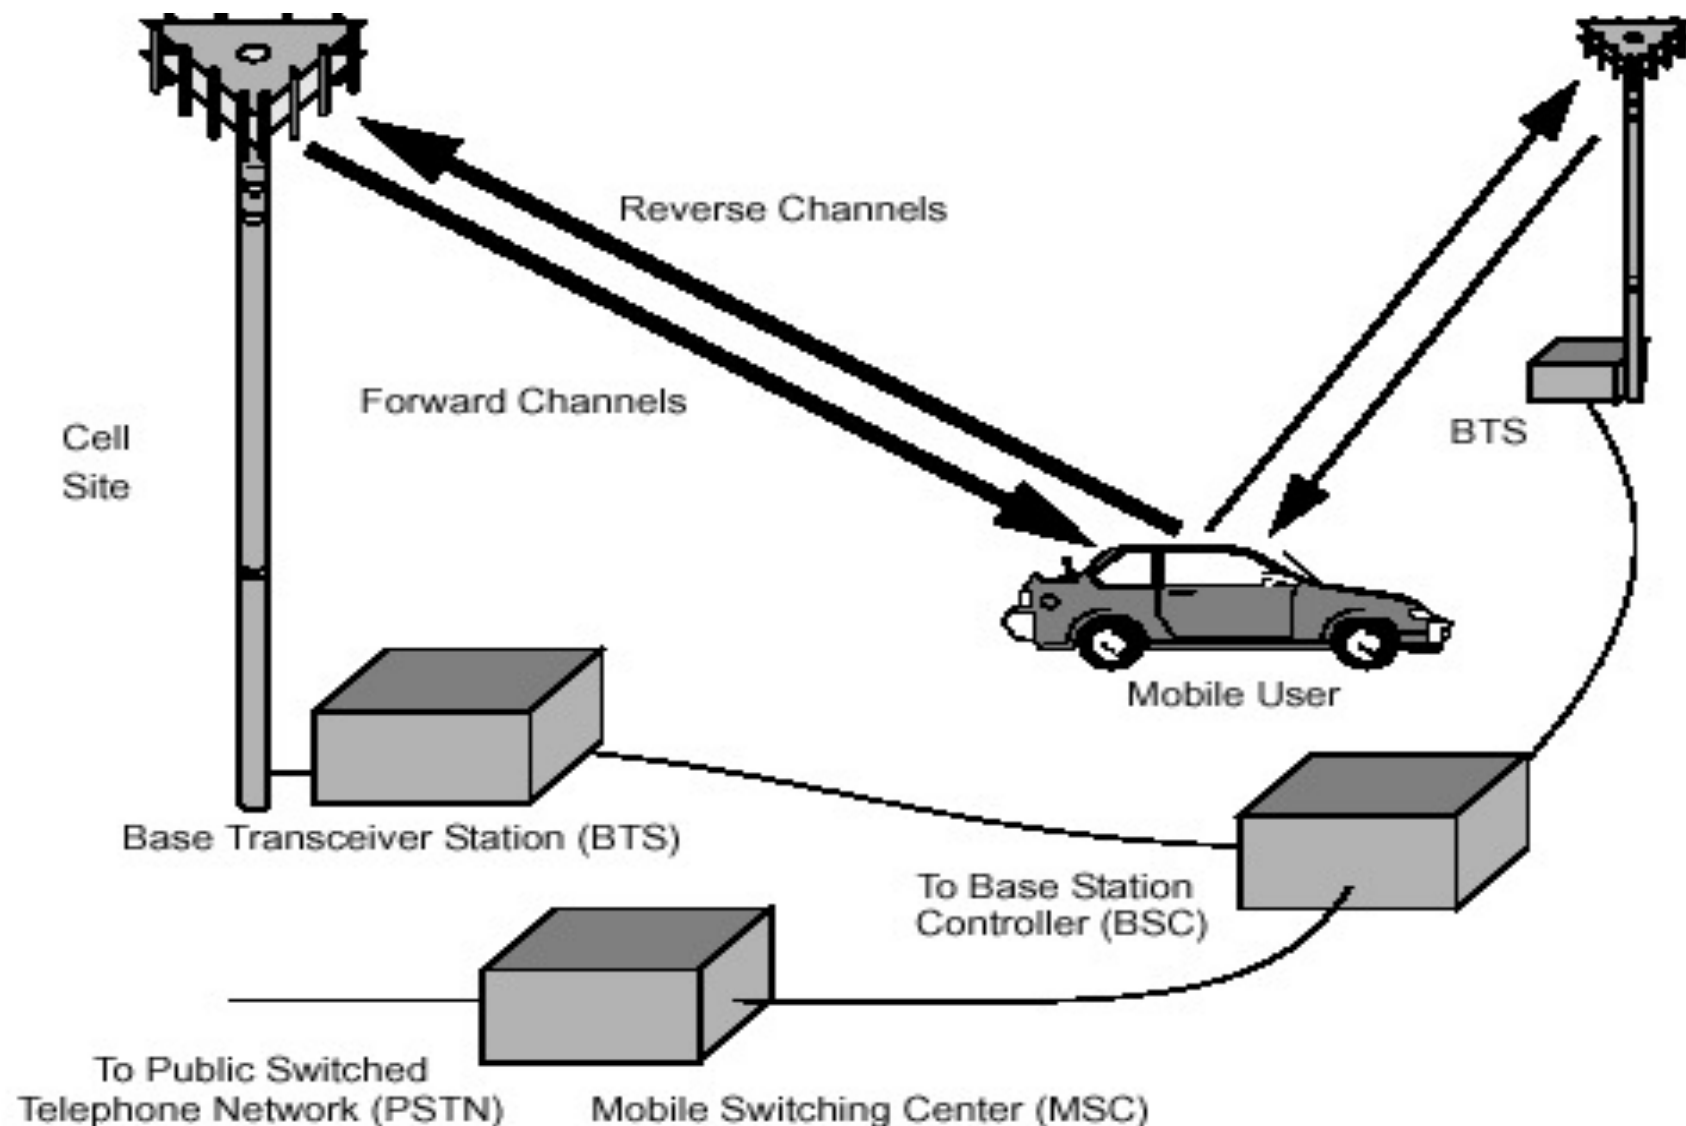 Reverse Channels
Forward Channels
Cell
Site
BTS
Mobile User
Base Transceiver Station (BTS)
To Base Station
Controller (BSC)
To Public Switched
Telephone Network (PSTN)
Mobile Switching Center (MSC)